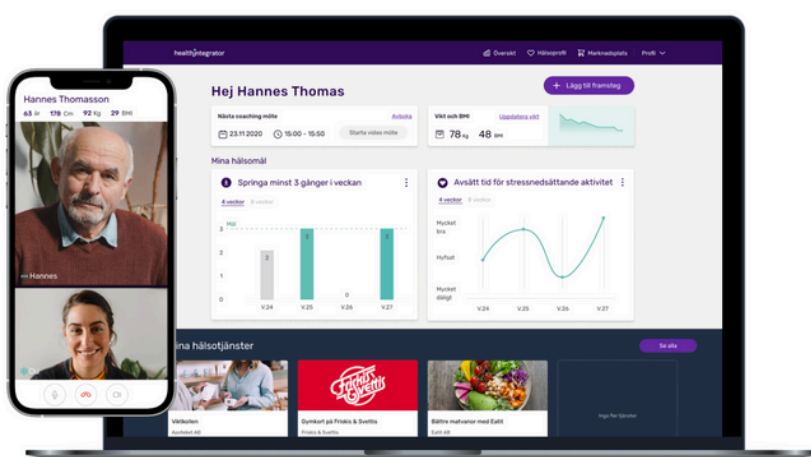 Hannes Thomasson
63 år 178 Cm 92 Kg 29 BMI
Hannes
healthintegrator
Översikt Hälsoprofil Marknadsplats Profil
Hej Hannes Thomas
+ Lägg till framsteg
Nästa coaching möte Avboka
23.11 2020 15:00 - 15:50 Starta video möte
Vikt och BMI Uppdatera vikt
78 Kg 48 BMI
Mina hälsomål
Springa minst 3 gånger i veckan
4 veckor 8 veckor
Mål
3
2
1
0
2
3
0
3
V.24 V.25 V.26 V.27
Avsätt tid för stressnedsättande aktivitet
4 veckor 8 veckor
Mycket
bra
Hyfsat
Mycket
dåligt
V.24 V.25 V.26 V.27
ina hälsotjänster
Se alla
Viktkollen
Apoteket AB
Friskis & Svettis
Gymkort på Friskis & Svettis
Friskis & Svettis
Bättre matvanor med Eatit
Eatit AB
Inga fler tjänster